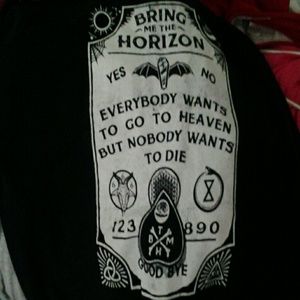 BRING
ME THE
HORIZON
YES NO
EVERYBODY WANTS
TO GO TO HEAVEN
BUT NOBODY WANTS
TO DIE
123 890
B T M H
GOOD BYE